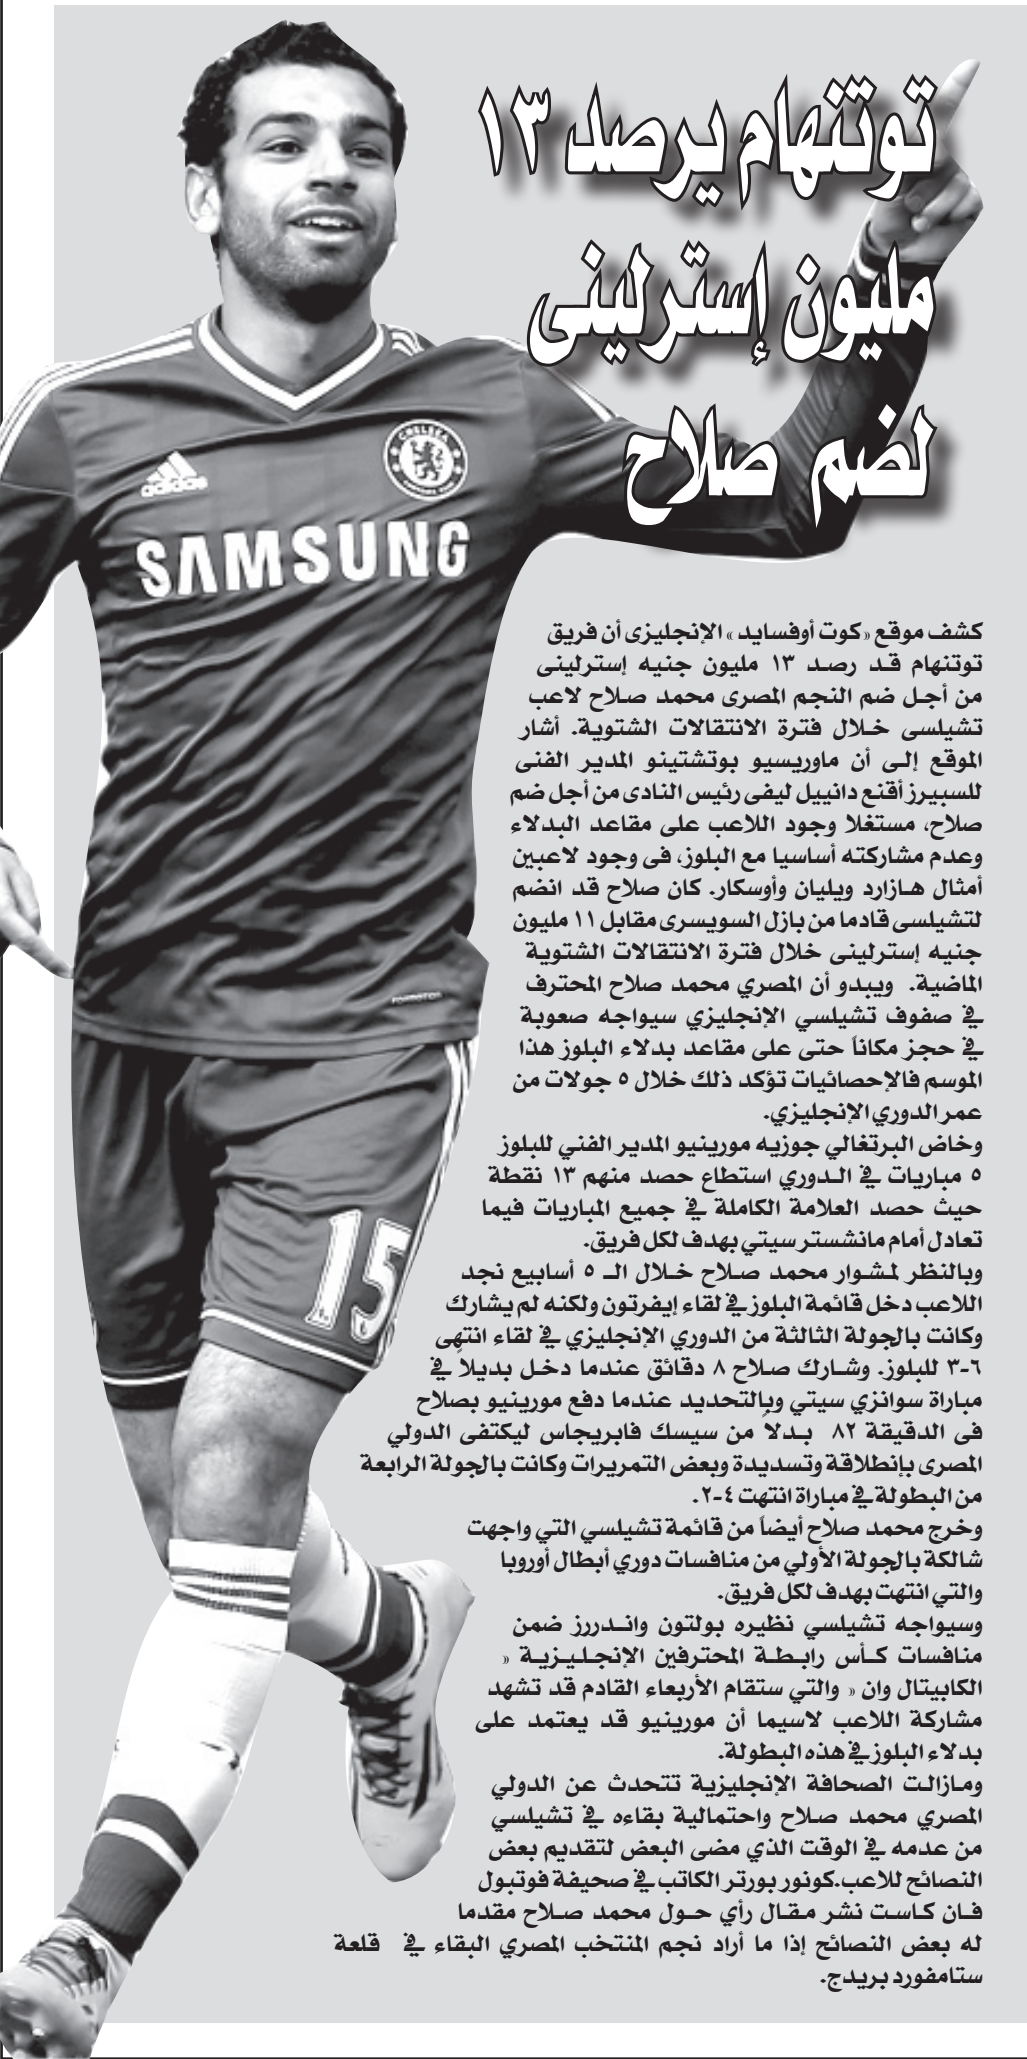 توتنهام يرصد ١٣
مليون إسترلينى
لضم صلاح
CHELSEA
adidas
SAMSUNG
FORMOTION
15
كشف موقع «كوت أوفسايد» الإنجليزى أن فريق
توتنهام قد رصد ١٣ مليون جنيه إسترلينى
من أجل ضم النجم المصرى محمد صلاح لاعب
تشيلسى خلال فترة الانتقالات الشتوية. أشار
الموقع إلى أن ماوريسيو بوتشتينو المدير الفنى
للسبيرز أقنع دانييل ليفى رئيس النادى من أجل ضم
صلاح، مستغلا وجود اللاعب على مقاعد البدلاء
وعدم مشاركته أساسيا مع البلوز، فى وجود لاعبين
أمثال هازارد ويليان وأوسكار. كان صلاح قد انضم
لتشيلسى قادما من بازل السويسرى مقابل ١١ مليون
جنيه إسترلينى خلال فترة الانتقالات الشتوية
الماضية. ويبدو أن المصري محمد صلاح المحترف
في صفوف تشيلسي الإنجليزي سيواجه صعوبة
في حجز مكاناً حتى على مقاعد بدلاء البلوز هذا
الموسم فالإحصائيات تؤكد ذلك خلال ٥ جولات من
عمر الدوري الإنجليزي.
وخاض البرتغالي جوزيه مورينيو المدير الفني للبلوز
٥ مباريات في الدوري استطاع حصد منهم ١٣ نقطة
حيث حصد العلامة الكاملة في جميع المباريات فيما
تعادل أمام مانشستر سيتي بهدف لكل فريق.
وبالنظر لمشوار محمد صلاح خلال الـ ٥ أسابيع نجد
اللاعب دخل قائمة البلوز في لقاء إيفرتون ولكنه لم يشارك
وكانت بالجولة الثالثة من الدوري الإنجليزي في لقاء انتهى
٦-٣ للبلوز. وشارك صلاح ٨ دقائق عندما دخل بديلاً في
مباراة سوانزي سيتي وبالتحديد عندما دفع مورينيو بصلاح
فى الدقيقة ٨٢ بدلاً من سيسك فابريجاس ليكتفى الدولي
المصرى بإنطلاقة وتسديدة وبعض التمريرات وكانت بالجولة الرابعة
من البطولة في مباراة انتهت ٤-٢.
وخرج محمد صلاح أيضاً من قائمة تشيلسي التي واجهت
شالكة بالجولة الأولي من منافسات دوري أبطال أوروبا
والتي انتهت بهدف لكل فريق.
وسيواجه تشيلسي نظيره بولتون واندررز ضمن
منافسات كأس رابطة المحترفين الإنجليزية «
الكابيتال وان « والتي ستقام الأربعاء القادم قد تشهد
مشاركة اللاعب لاسيما أن مورينيو قد يعتمد على
بدلاء البلوز في هذه البطولة.
ومازالت الصحافة الإنجليزية تتحدث عن الدولي
المصري محمد صلاح واحتمالية بقاءه في تشيلسي
من عدمه في الوقت الذي مضى البعض لتقديم بعض
النصائح للاعب.كونور بورتر الكاتب في صحيفة فوتبول
فان كاست نشر مقال رأي حول محمد صلاح مقدما
له بعض النصائح إذا ما أراد نجم المنتخب المصري البقاء في قلعة
ستامفورد بريدج.